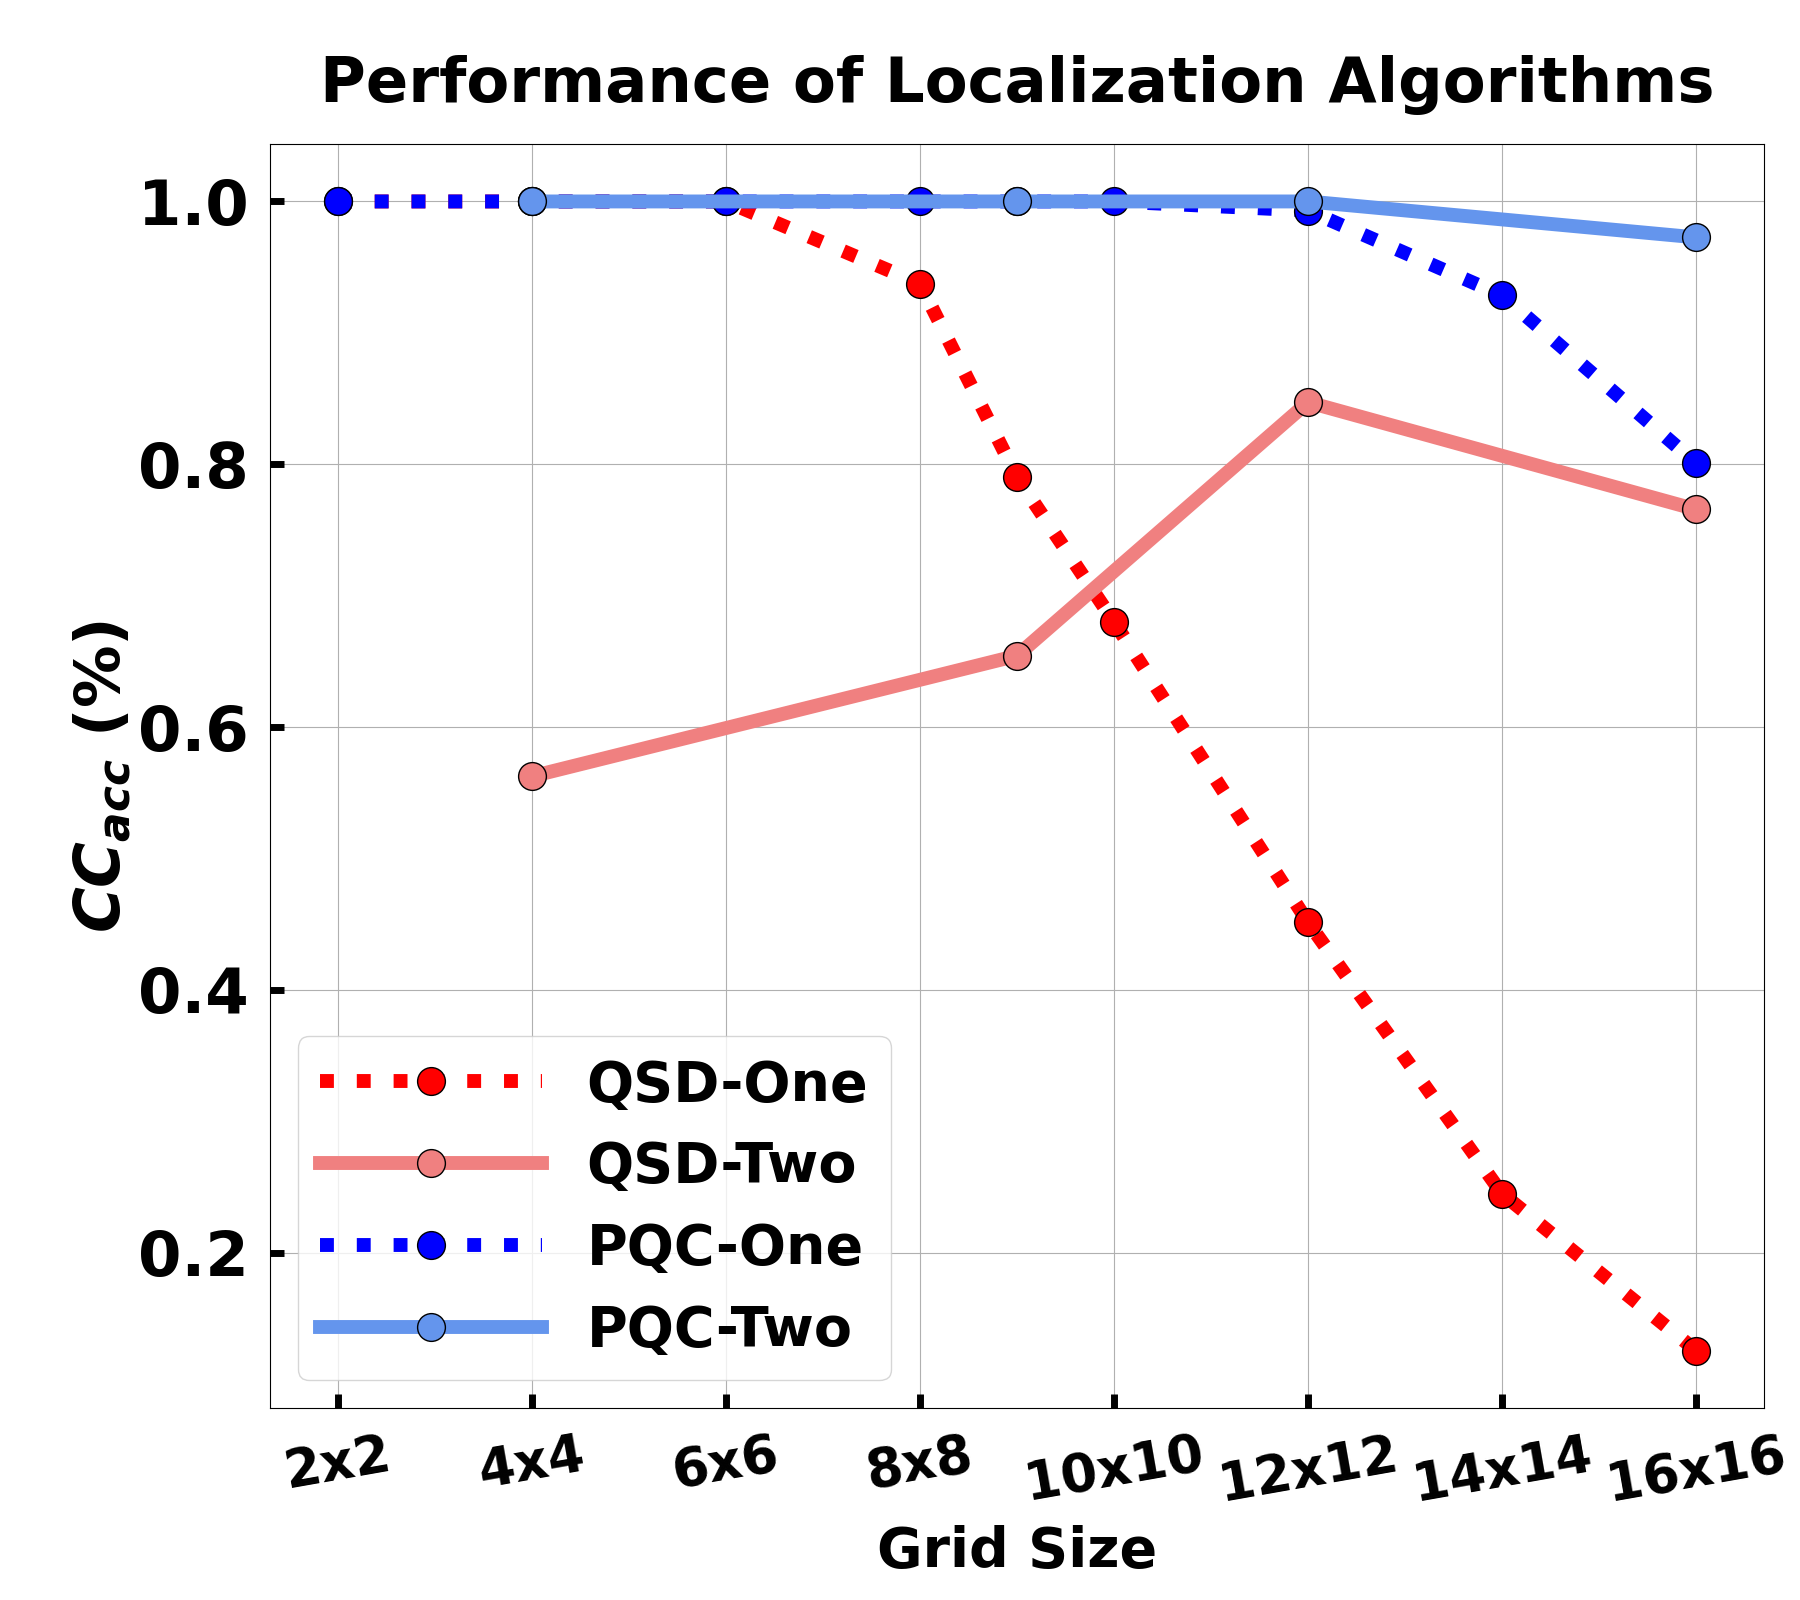 Performance of Localization Algorithms
1.0
0.8
0.6
0.4
0.2
CC_acc (%)
QSD-One
QSD-Two
PQC-One
PQC-Two
2x2
4x4
6x6
8x8
10x10
12x12
14x14
16x16
Grid Size